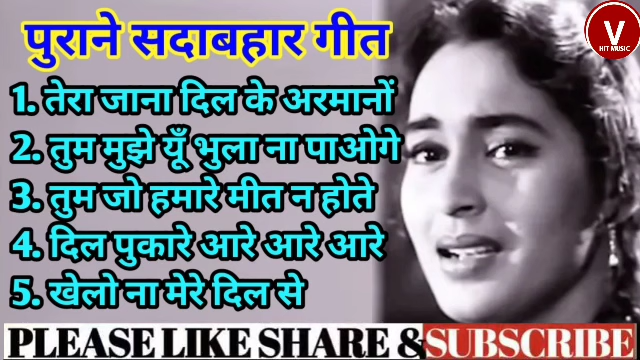 पुराने सदाबहार गीत
V
HIT MUSIC
1. तेरा जाना दिल के अरमानों
2. तुम मुझे यूँ भुला ना पाओगे
3. तुम जो हमारे मीत न होते
4. दिल पुकारे आरे आरे आरे
5. खेलो ना मेरे दिल से
PLEASE LIKE SHARE & SUBSCRIBE